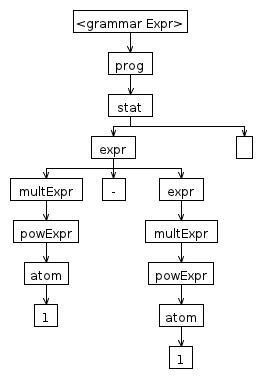 <grammar Expr>
prog
stat
expr
multExpr - expr
powExpr multExpr
atom powExpr
1 atom
1